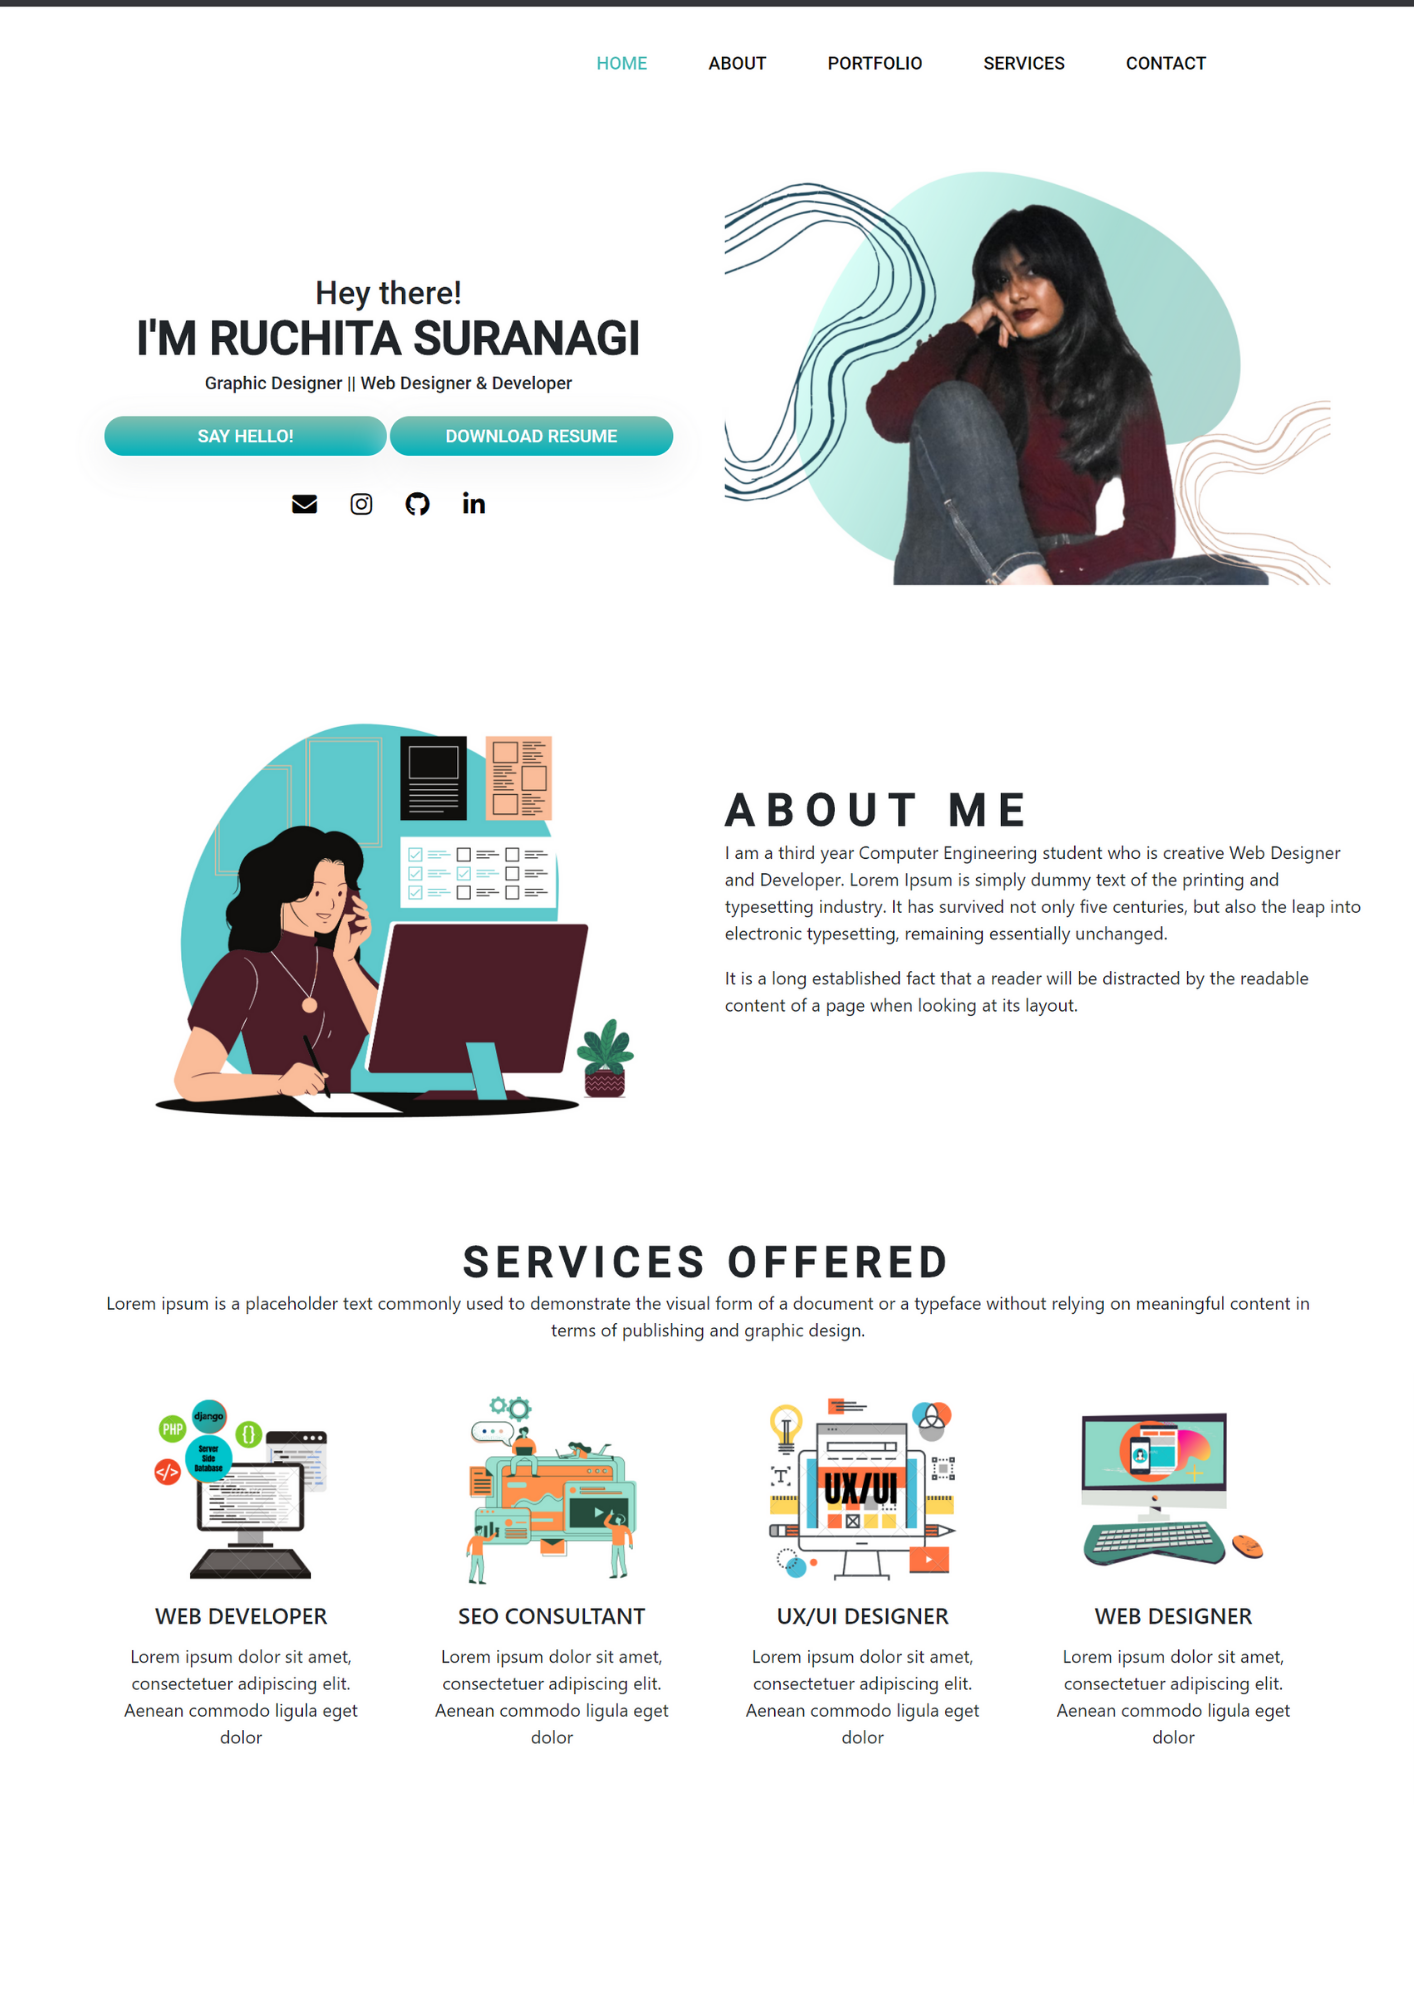 HOME ABOUT PORTFOLIO SERVICES CONTACT
Hey there!
I'M RUCHITA SURANAGI
Graphic Designer || Web Designer & Developer
SAY HELLO! DOWNLOAD RESUME
in
ABOUT ME
I am a third year Computer Engineering student who is creative Web Designer
and Developer. Lorem Ipsum is simply dummy text of the printing and
typesetting industry. It has survived not only five centuries, but also the leap into
electronic typesetting, remaining essentially unchanged.
It is a long established fact that a reader will be distracted by the readable
content of a page when looking at its layout.
SERVICES OFFERED
Lorem ipsum is a placeholder text commonly used to demonstrate the visual form of a document or a typeface without relying on meaningful content in
terms of publishing and graphic design.
django
PHP
{}
Server
Side
Database
</>
T
UX/UI
WEB DEVELOPER
Lorem ipsum dolor sit amet,
consectetuer adipiscing elit.
Aenean commodo ligula eget
dolor
SEO CONSULTANT
Lorem ipsum dolor sit amet,
consectetuer adipiscing elit.
Aenean commodo ligula eget
dolor
UX/UI DESIGNER
Lorem ipsum dolor sit amet,
consectetuer adipiscing elit.
Aenean commodo ligula eget
dolor
WEB DESIGNER
Lorem ipsum dolor sit amet,
consectetuer adipiscing elit.
Aenean commodo ligula eget
dolor